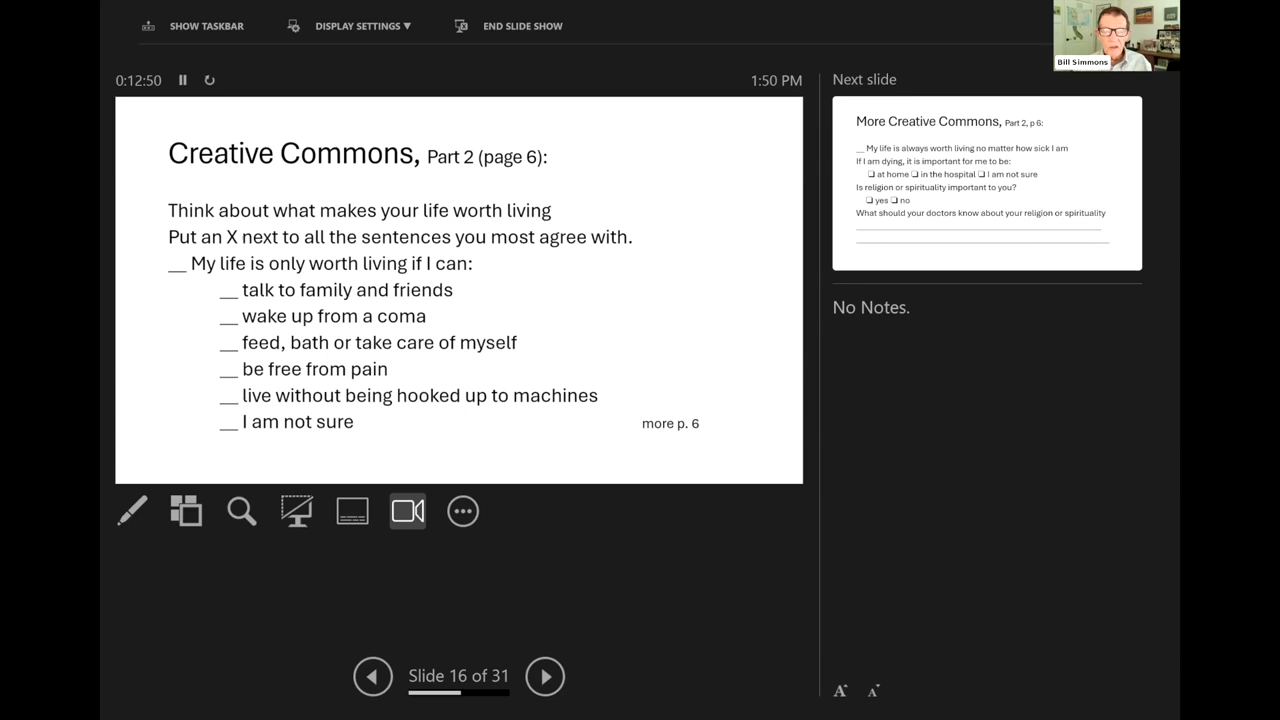 SHOW TASKBAR
DISPLAY SETTINGS ▼
END SLIDE SHOW
Bill Simmons
0:12:50
1:50 PM
Next slide
Creative Commons, Part 2 (page 6):
Think about what makes your life worth living
Put an X next to all the sentences you most agree with.
__ My life is only worth living if I can:
__ talk to family and friends
__ wake up from a coma
__ feed, bath or take care of myself
__ be free from pain
__ live without being hooked up to machines
__ I am not sure
more p. 6
More Creative Commons, Part 2, p 6:
__ My life is always worth living no matter how sick I am
If I am dying, it is important for me to be:
❑ at home ❑ in the hospital ❑ I am not sure
Is religion or spirituality important to you?
❑ yes ❑ no
What should your doctors know about your religion or spirituality
No Notes.
Slide 16 of 31
A A